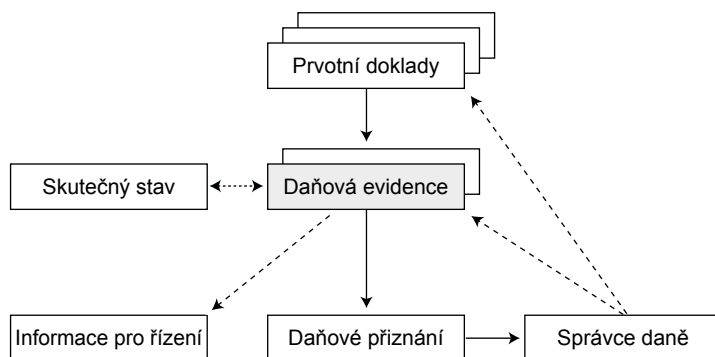 Prvotní doklady
Skutečný stav
Daňová evidence
Informace pro řízení
Daňové přiznání
Správce daně